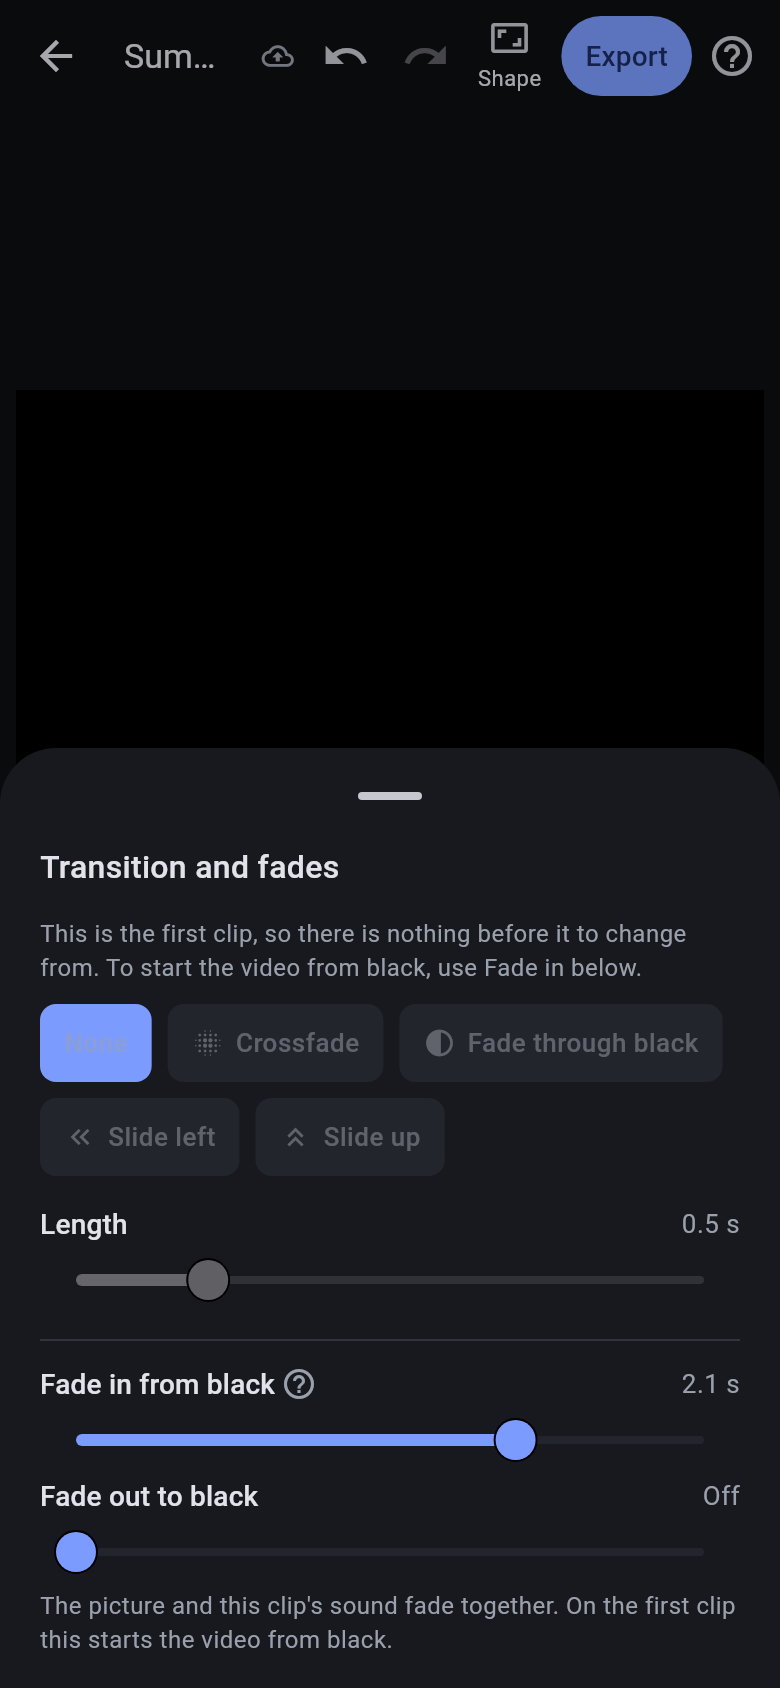 Sum...
Shape
Export
Transition and fades
This is the first clip, so there is nothing before it to change
from. To start the video from black, use Fade in below.
None
Crossfade
Fade through black
Slide left
Slide up
Length
0.5 s
Fade in from black
2.1 s
Fade out to black
Off
The picture and this clip's sound fade together. On the first clip
this starts the video from black.